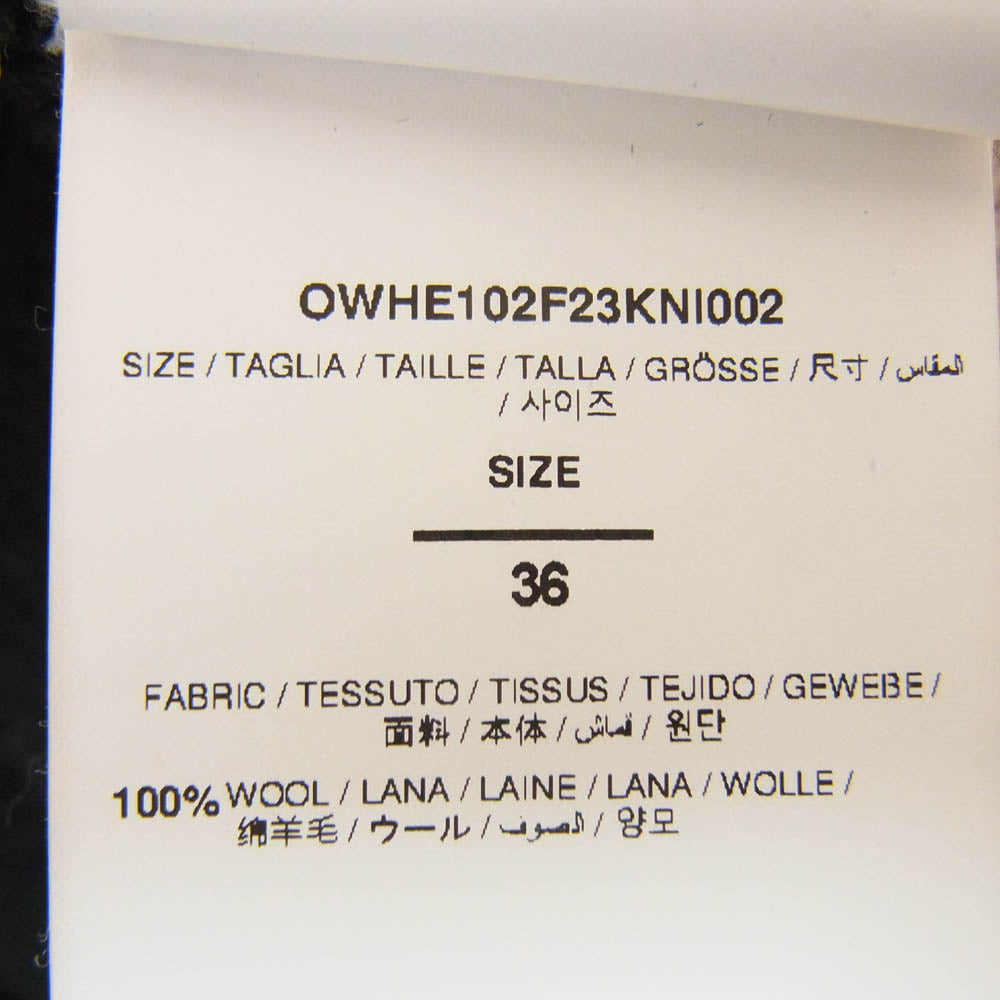 OWHE102F23KNI002
SIZE / TAGLIA / TAILLE / TALLA / GRÖSSE / 尺寸 / المقاس
/ 사이즈
SIZE
36
FABRIC / TESSUTO / TISSUS / TEJIDO / GEWEBE /
面料 / 本体 / قماش / 원단
100% WOOL / LANA / LAINE / LANA / WOLLE /
绵羊毛 / ウール / الصوف / 양모